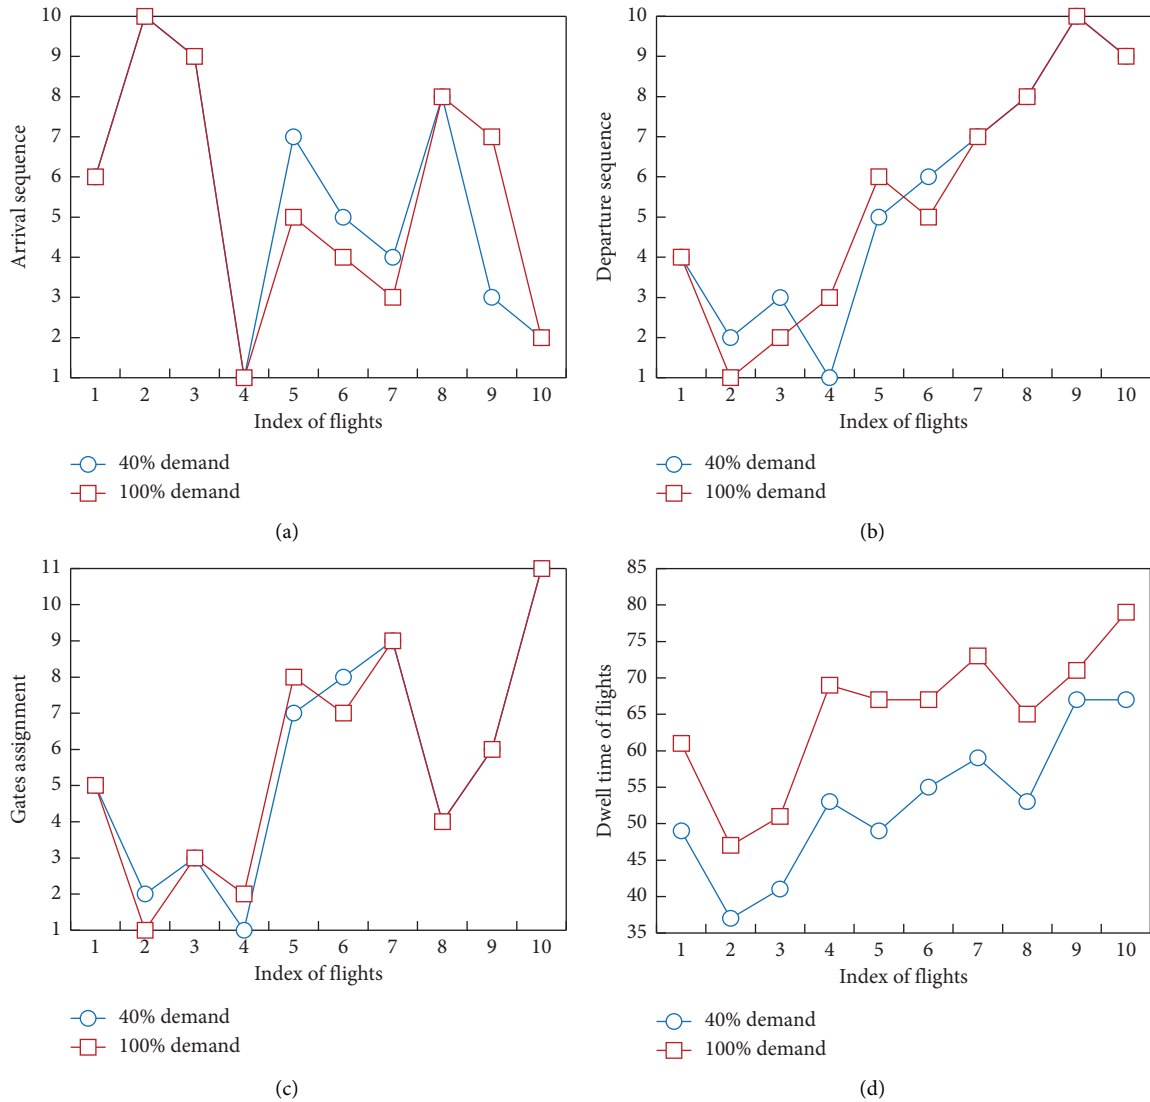 10
9
8
7
6
5
4
3
2
1
Arrival sequence
1 2 3 4 5 6 7 8 9 10
Index of flights
40% demand
100% demand
(a)
10
9
8
7
6
5
4
3
2
1
Departure sequence
1 2 3 4 5 6 7 8 9 10
Index of flights
40% demand
100% demand
(b)
11
11
9
8
7
6
5
4
3
2
1
Gates assignment
1 2 3 4 5 6 7 8 9 10
Index of flights
40% demand
100% demand
(c)
85
80
75
70
65
60
55
50
45
40
35
Dwell time of flights
1 2 3 4 5 6 7 8 9 10
Index of flights
40% demand
100% demand
(d)